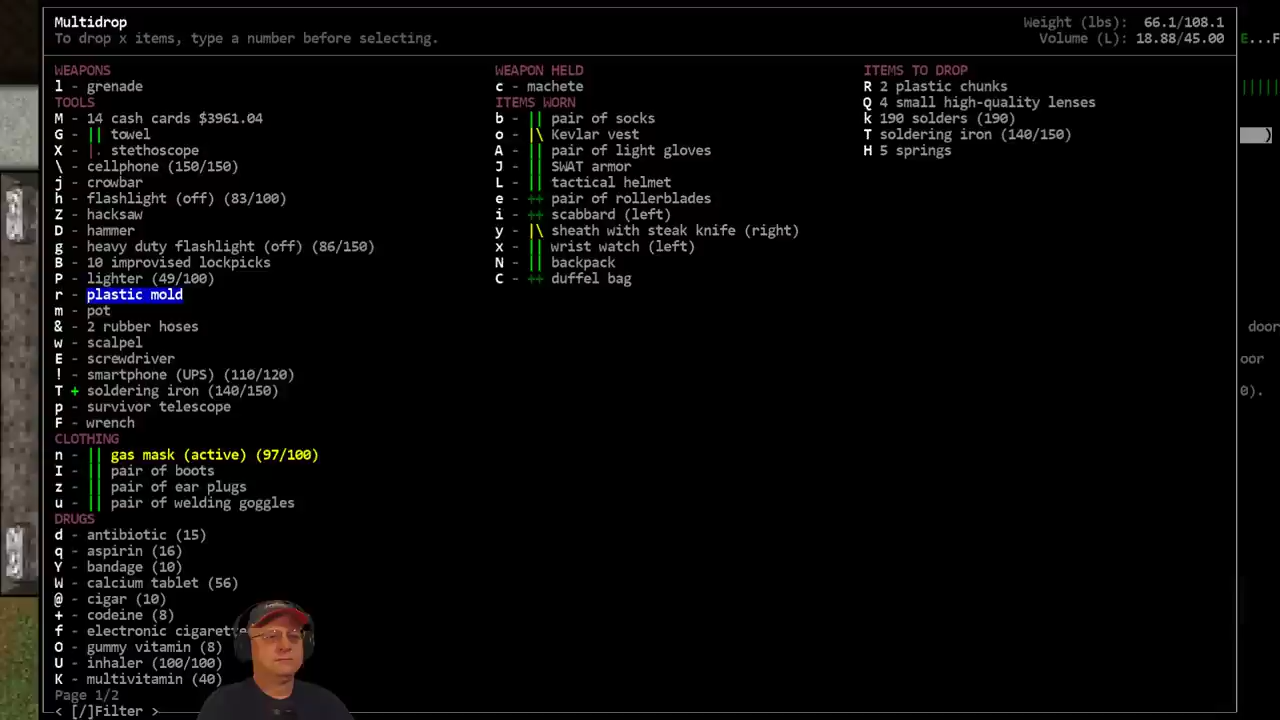 Multidrop
Weight (lbs): 66.1/108.1
To drop x items, type a number before selecting.
Volume (L): 18.88/45.00
E...F
WEAPONS
l - grenade
TOOLS
M - 14 cash cards $3961.04
G - || towel
X - |. stethoscope
\ - cellphone (150/150)
j - crowbar
h - flashlight (off) (83/100)
Z - hacksaw
D - hammer
g - heavy duty flashlight (off) (86/150)
B - 10 improvised lockpicks
P - lighter (49/100)
r - plastic mold
m - pot
& - 2 rubber hoses
w - scalpel
E - screwdriver
! - smartphone (UPS) (110/120)
T + soldering iron (140/150)
p - survivor telescope
F - wrench
CLOTHING
n - || gas mask (active) (97/100)
I - || pair of boots
z - || pair of ear plugs
u - || pair of welding goggles
DRUGS
d - antibiotic (15)
q - aspirin (16)
Y - bandage (10)
W - calcium tablet (56)
@ - cigar (10)
+ - codeine (8)
f - electronic cigarette
O - gummy vitamin (8)
U - inhaler (100/100)
K - multivitamin (40)
Page 1/2
< [/]Filter >
WEAPON HELD
c - machete
ITEMS WORN
b - || pair of socks
o - |\ Kevlar vest
A - || pair of light gloves
J - || SWAT armor
L - || tactical helmet
e - ++ pair of rollerblades
i - ++ scabbard (left)
y - |\ sheath with steak knife (right)
x - || wrist watch (left)
N - || backpack
C - ++ duffel bag
ITEMS TO DROP
R 2 plastic chunks
Q 4 small high-quality lenses
k 190 solders (190)
T soldering iron (140/150)
H 5 springs
|||||
)
door
oor
0).